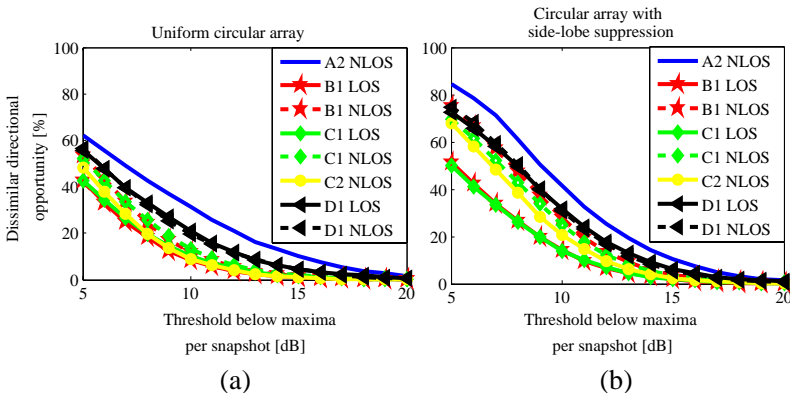 Uniform circular array
Dissimilar directional
opportunity [%]
100
80
60
40
20
0
5
10
15
20
A2 NLOS
B1 LOS
B1 NLOS
C1 LOS
C1 NLOS
C2 NLOS
D1 LOS
D1 NLOS
Threshold below maxima
per snapshot [dB]
(a)
Circular array with
side-lobe suppression
100
80
60
40
20
0
5
10
15
20
A2 NLOS
B1 LOS
B1 NLOS
C1 LOS
C1 NLOS
C2 NLOS
D1 LOS
D1 NLOS
Threshold below maxima
per snapshot [dB]
(b)